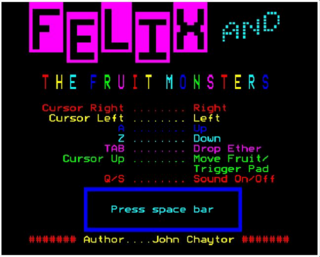 FELIX AND
THE FRUIT MONSTERS
Cursor Right ........ Right
Cursor Left ........ Left
A ........ Up
Z ........ Down
TAB ........ Drop Ether
Cursor Up ........ Move Fruit/
Trigger Pad
Q/S ........ Sound On/Off
Press space bar
####### Author....John Chaytor #######